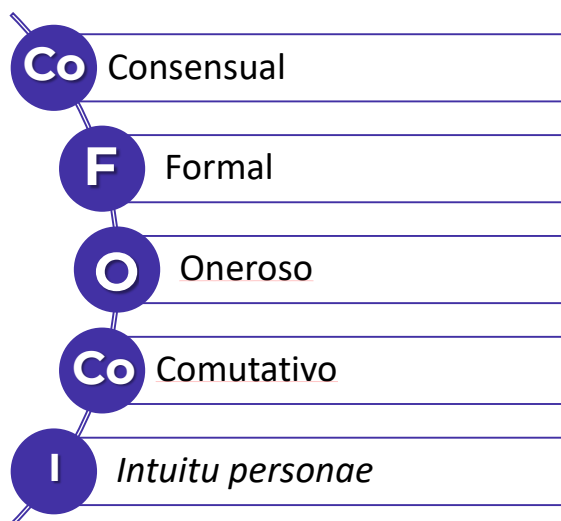 Co Consensual
F Formal
O Oneroso
Co Comutativo
I Intuitu personae